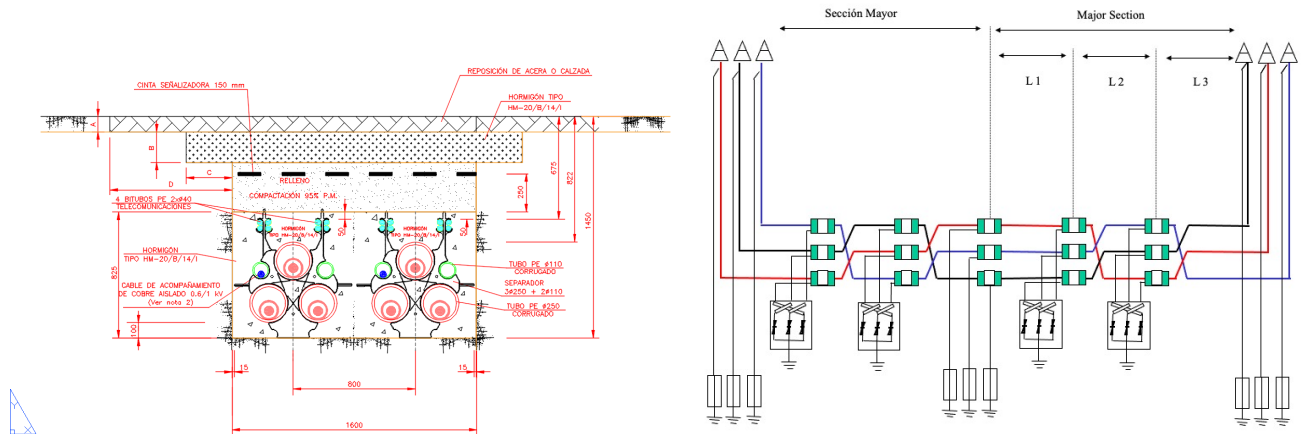 CINTA SEÑALIZADORA 150 mm
REPOSICIÓN DE ACERA O CALZADA
HORMIGÓN TIPO
HM-20/B/14/I
A
B
C
D
RELLENO
COMPACTACIÓN 95% P.M.
250
675
822
1450
4 BITUBOS PE 2xø40
TELECOMUNICACIONES
50
50
HORMIGÓN
TIPO HM-20/B/14/I
HORMIGÓN
TIPO HM-20/B/14/I
HORMIGÓN
TIPO HM-20/B/14/I
825
CABLE DE ACOMPAÑAMIENTO
DE COBRE AISLADO 0.6/1 kV
(Ver nota 2)
100
TUBO PE ø110
CORRUGADO
SEPARADOR
3ø250 + 2ø110
TUBO PE ø250
CORRUGADO
15
800
15
1600
Sección Mayor
Major Section
L 1
L 2
L 3